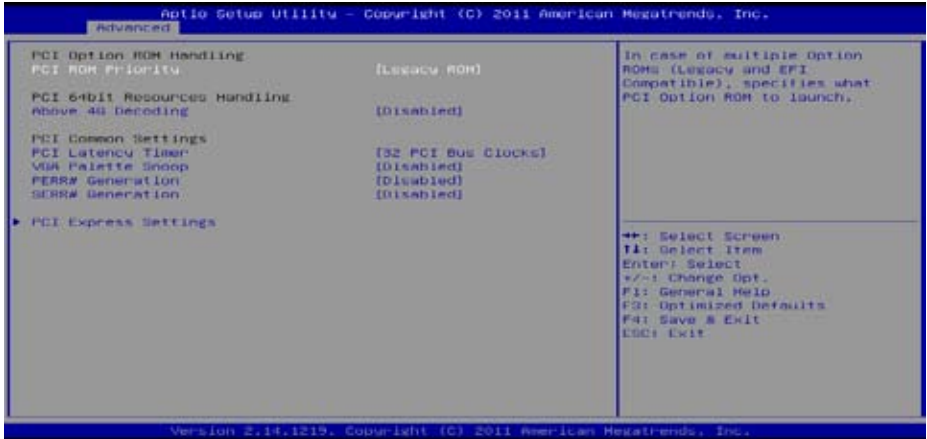 Aptio Setup Utility – Copyright (C) 2011 American Megatrends, Inc.
Advanced
PCI Option ROM Handling
PCI ROM Priority [Legacy ROM]
PCI 64bit Resources Handling
Above 4G Decoding [Disabled]
PCI Common Settings
PCI Latency Timer [32 PCI Bus Clocks]
VGA Palette Snoop [Disabled]
PERR# Generation [Disabled]
SERR# Generation [Disabled]
PCI Express Settings
In case of multiple Option
ROMs (Legacy and EFI
Compatible), specifies what
PCI Option ROM to launch.
: Select Screen
↑↓: Select Item
Enter: Select
+/-: Change Opt.
F1: General Help
F3: Optimized Defaults
F4: Save & Exit
ESC: Exit
Version 2.14.1219. Copyright (C) 2011 American Megatrends, Inc.